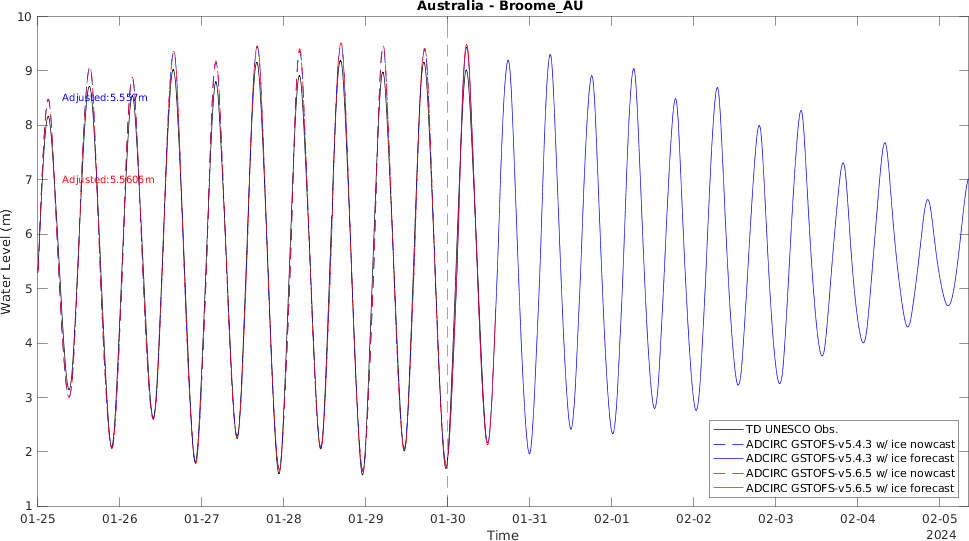 Australia - Broome_AU
10
9
8
7
6
5
4
3
2
1
Water Level (m)
Adjusted:5.557m
Adjusted:5.5605m
TD UNESCO Obs.
ADCIRC GSTOFS-v5.4.3 w/ ice nowcast
ADCIRC GSTOFS-v5.4.3 w/ ice forecast
ADCIRC GSTOFS-v5.6.5 w/ ice nowcast
ADCIRC GSTOFS-v5.6.5 w/ ice forecast
01-25 01-26 01-27 01-28 01-29 01-30 01-31 02-01 02-02 02-03 02-04 02-05
Time
2024